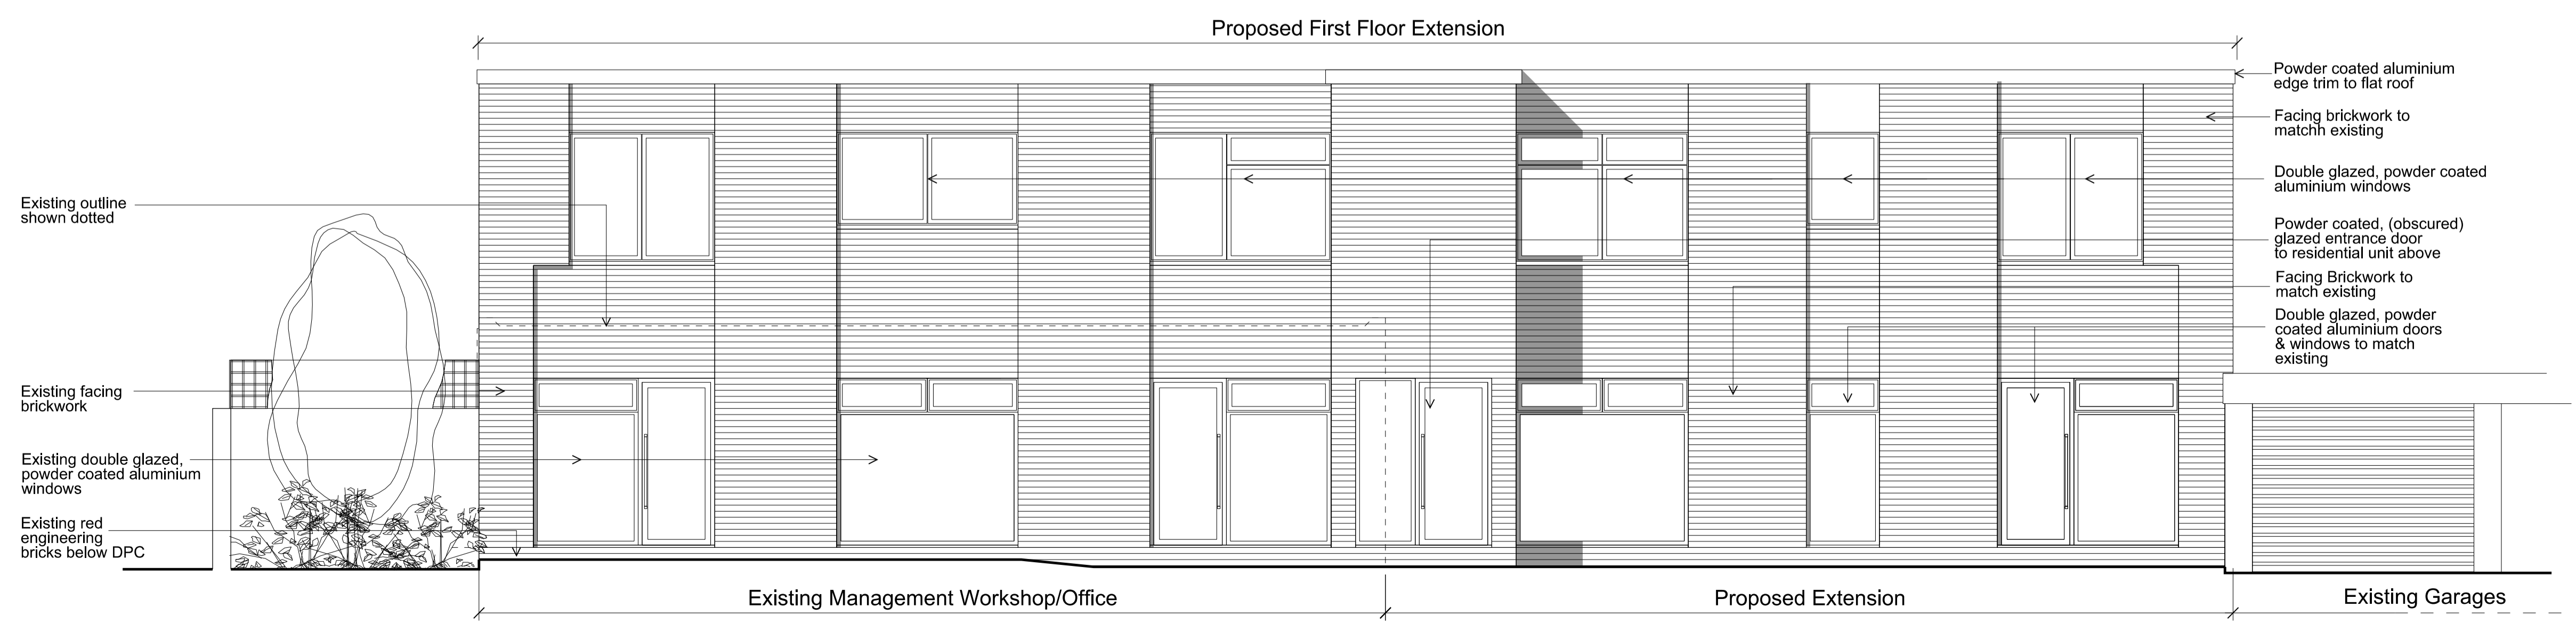 Proposed First Floor Extension
Powder coated aluminium
edge trim to flat roof
Facing brickwork to
matchh existing
Double glazed, powder coated
aluminium windows
Powder coated, (obscured)
glazed entrance door
to residential unit above
Facing Brickwork to
match existing
Double glazed, powder
coated aluminium doors
& windows to match
existing
Existing outline
shown dotted
Existing facing
brickwork
Existing double glazed,
powder coated aluminium
windows
Existing red
engineering
bricks below DPC
Existing Management Workshop/Office
Proposed Extension
Existing Garages